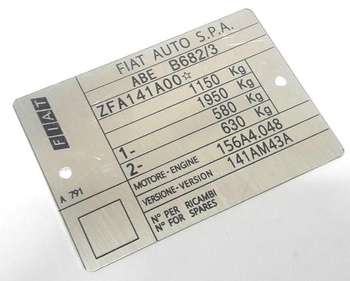 FIAT AUTO S.P.A.
ABE B682/3
ZFA141A00☆
1150 Kg
1950 Kg
1- 580 Kg
2- 630 Kg
MOTORE-ENGINE 156A4.048
VERSIONE-VERSION 141AM43A
N° PER RICAMBI
N° FOR SPARES
FIAT
A 791